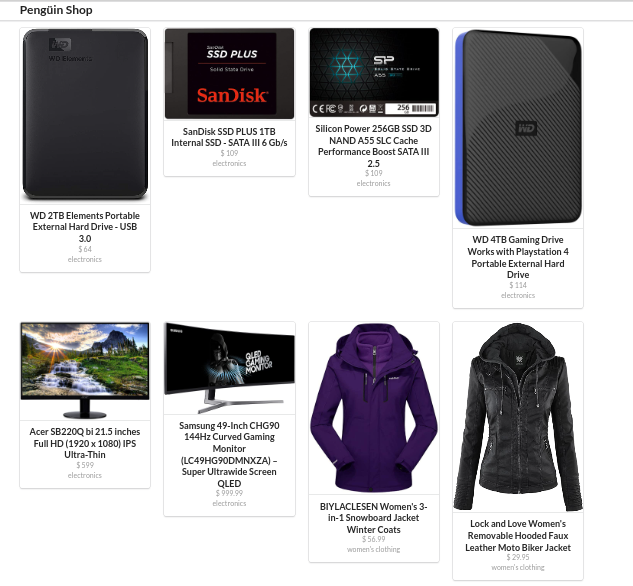 Pengüin Shop
WD
WD Elements
WD 2TB Elements Portable
External Hard Drive - USB
3.0
$ 64
electronics
SanDisk
SSD PLUS
Solid State Drive
SanDisk
SanDisk SSD PLUS 1TB
Internal SSD - SATA III 6 Gb/s
$ 109
electronics
SP
SOLID STATE DRIVE
A55
256
Silicon Power 256GB SSD 3D
NAND A55 SLC Cache
Performance Boost SATA III
2.5
$ 109
electronics
WD
WD 4TB Gaming Drive
Works with Playstation 4
Portable External Hard
Drive
$ 114
electronics
Acer SB220Q bi 21.5 inches
Full HD (1920 x 1080) IPS
Ultra-Thin
$ 599
electronics
SAMSUNG
QLED
GAMING
MONITOR
Samsung 49-Inch CHG90
144Hz Curved Gaming
Monitor
(LC49HG90DMNXZA) –
Super Ultrawide Screen
QLED
$ 999.99
electronics
BIYLACLESEN Women's 3-
in-1 Snowboard Jacket
Winter Coats
$ 56.99
women's clothing
Lock and Love Women's
Removable Hooded Faux
Leather Moto Biker Jacket
$ 29.95
women's clothing